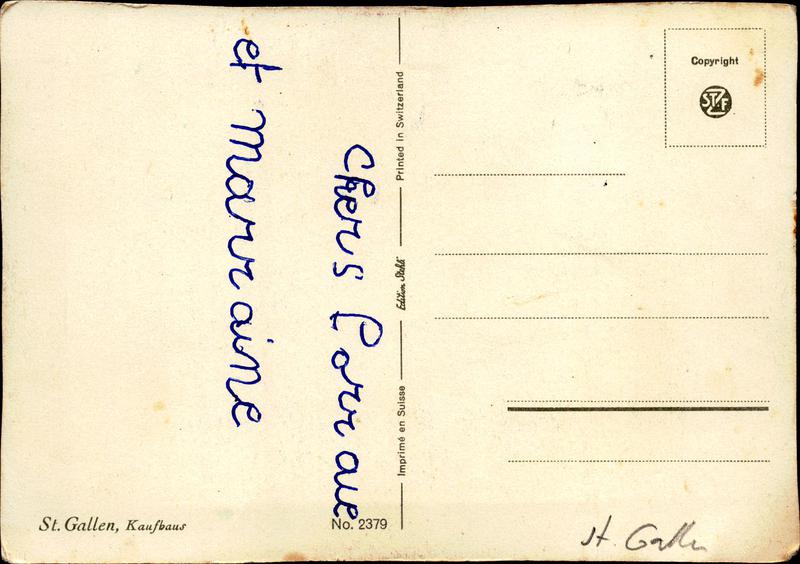 Chers Parrain
et Marraine
St. Gallen, Kaufhaus
No. 2379
Imprimé en Suisse
Edition Stehli
Printed in Switzerland
Copyright
STZF
St. Gallen